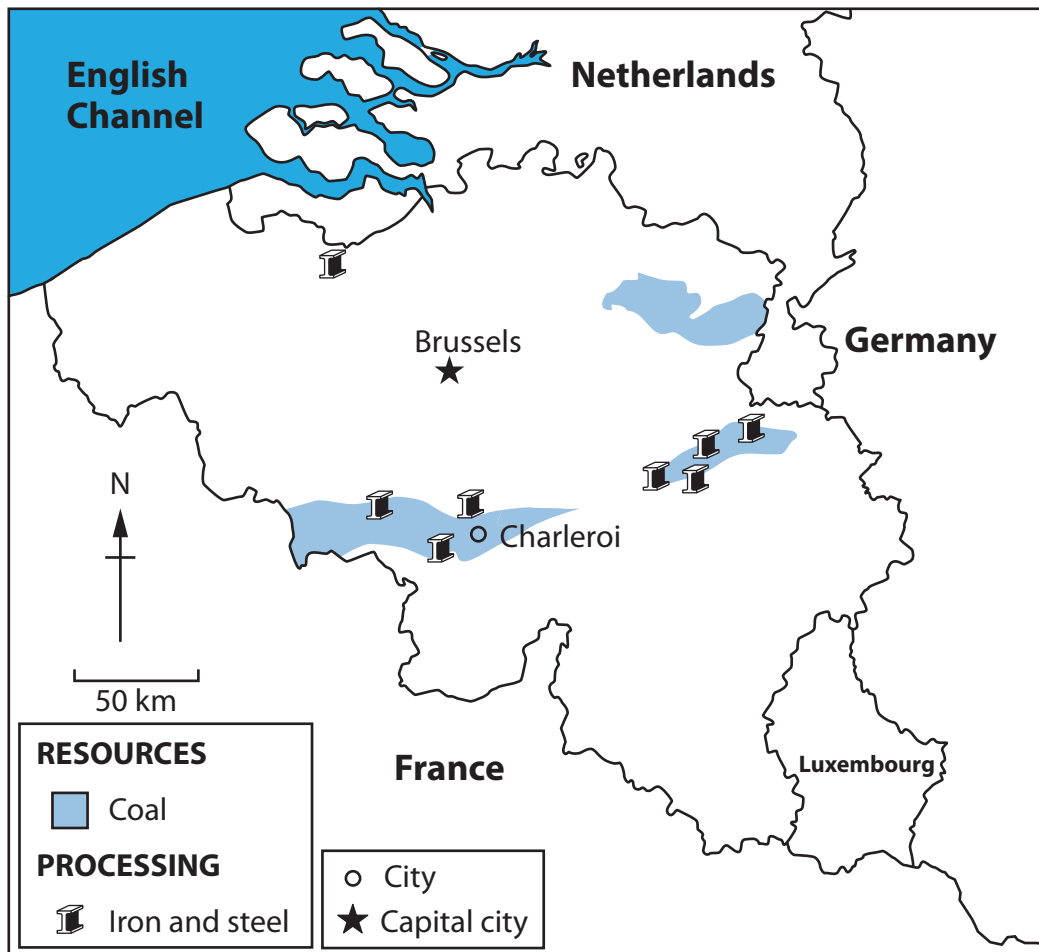 English
Channel
Netherlands
Germany
Brussels
N
Charleroi
50 km
France
Luxembourg
RESOURCES
Coal
PROCESSING
Iron and steel
City
Capital city